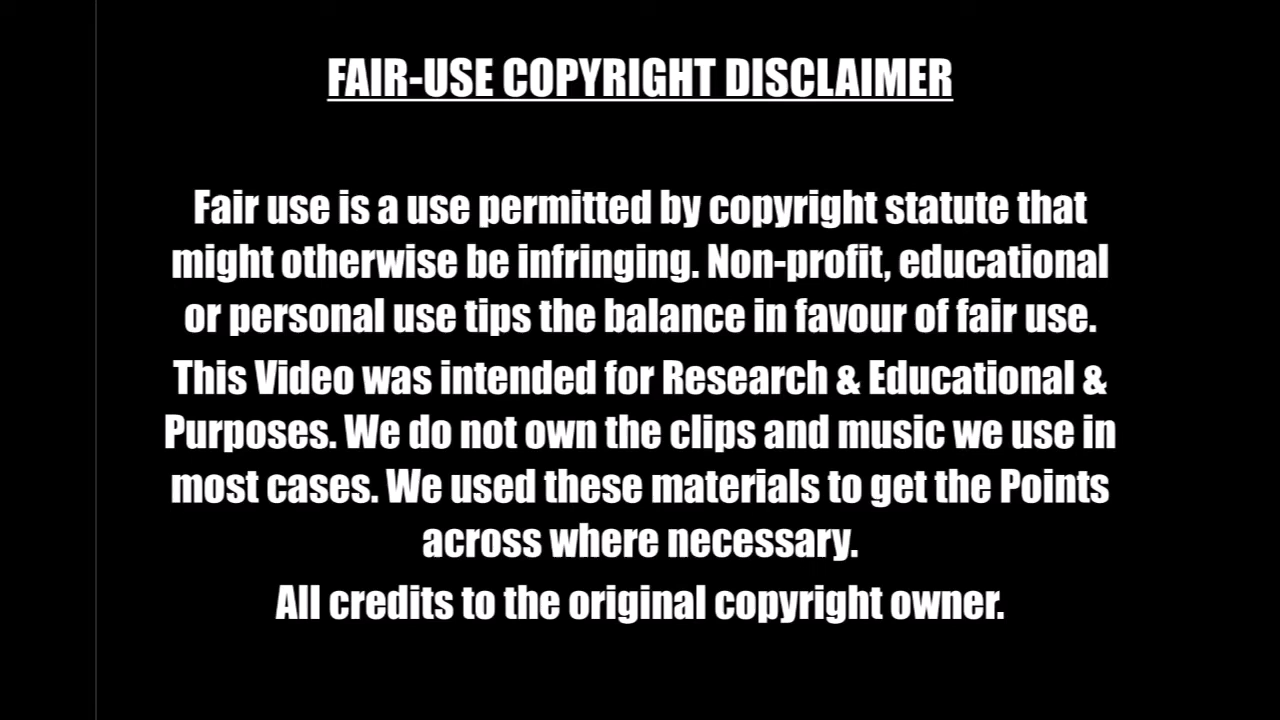 FAIR-USE COPYRIGHT DISCLAIMER
Fair use is a use permitted by copyright statute that
might otherwise be infringing. Non-profit, educational
or personal use tips the balance in favour of fair use.
This Video was intended for Research & Educational &
Purposes. We do not own the clips and music we use in
most cases. We used these materials to get the Points
across where necessary.
All credits to the original copyright owner.